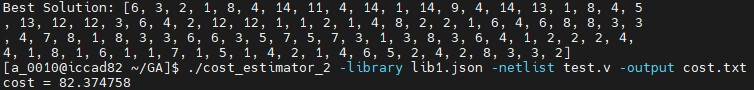 Best Solution: [6, 3, 2, 1, 8, 4, 14, 11, 4, 14, 1, 14, 9, 4, 14, 13, 1, 8, 4, 5
, 13, 12, 12, 3, 6, 4, 2, 12, 12, 1, 1, 2, 1, 4, 8, 2, 2, 1, 6, 4, 6, 8, 8, 3, 3
, 4, 7, 8, 1, 8, 3, 3, 6, 6, 3, 5, 7, 5, 7, 3, 1, 3, 8, 3, 6, 4, 1, 2, 2, 2, 4, 
4, 1, 8, 1, 6, 1, 1, 7, 1, 5, 1, 4, 2, 1, 4, 6, 5, 2, 4, 2, 8, 3, 3, 2]
[a_0010@iccad82 ~/GA]$ ./cost_estimator_2 -library lib1.json -netlist test.v -output cost.txt
cost = 82.374758